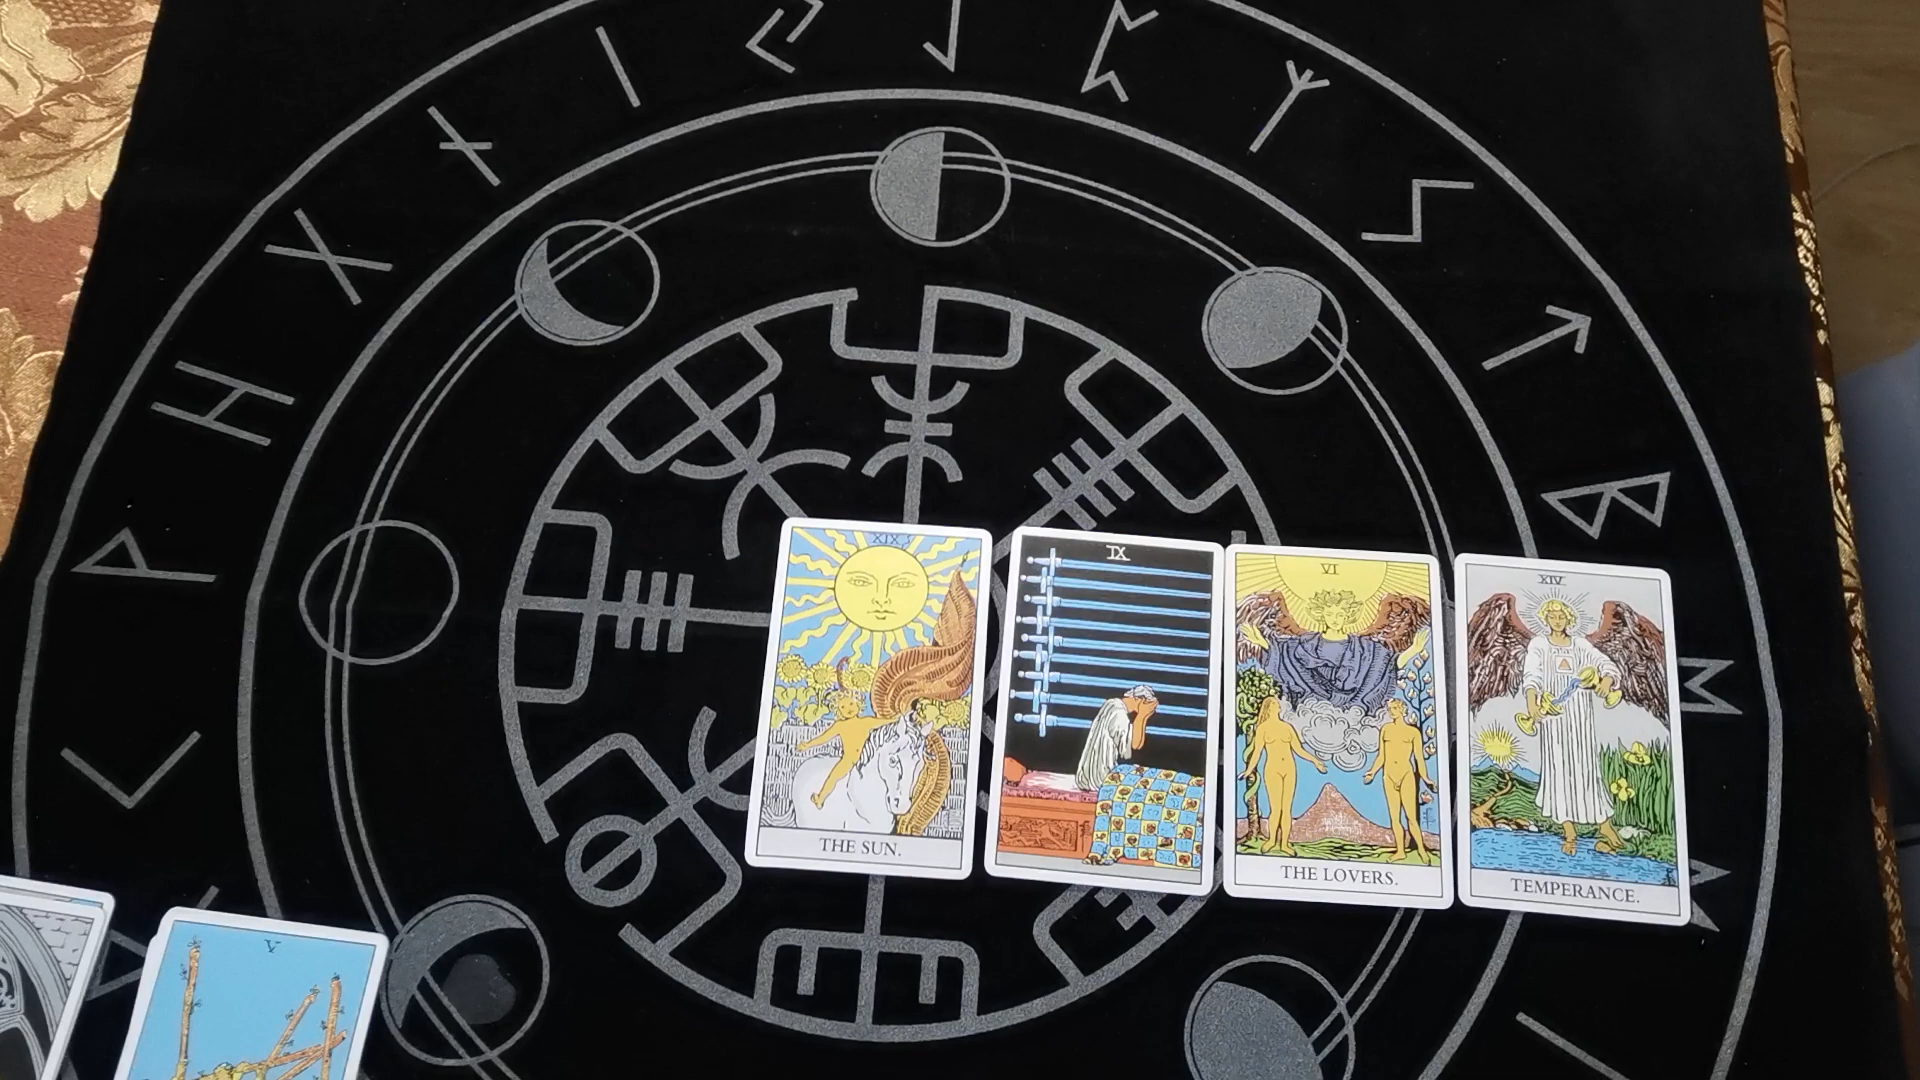 ᚲ ᚹ ᚺ ᚷ ᚾ ᛁ ᛃ ᛇ ᛈ ᛉ ᛊ ᛏ ᛒ ᛖ
XIX
THE SUN.
IX
VI
THE LOVERS.
XIV
TEMPERANCE.
V